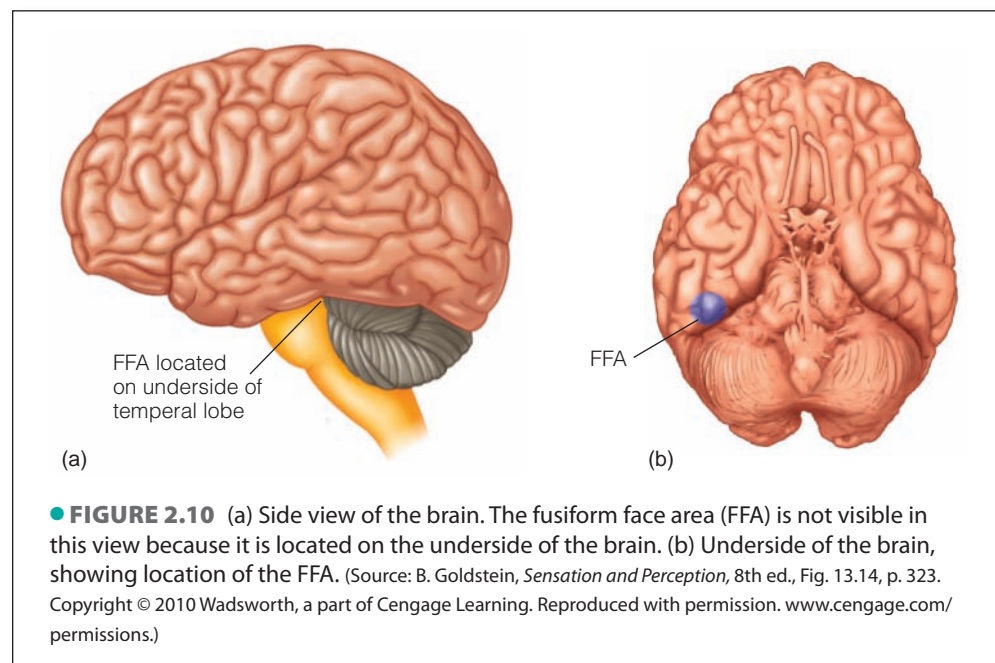 FFA located
on underside of
temperal lobe
(a)
FFA
(b)
● FIGURE 2.10 (a) Side view of the brain. The fusiform face area (FFA) is not visible in
this view because it is located on the underside of the brain. (b) Underside of the brain,
showing location of the FFA. (Source: B. Goldstein, Sensation and Perception, 8th ed., Fig. 13.14, p. 323.
Copyright © 2010 Wadsworth, a part of Cengage Learning. Reproduced with permission. www.cengage.com/
permissions.)